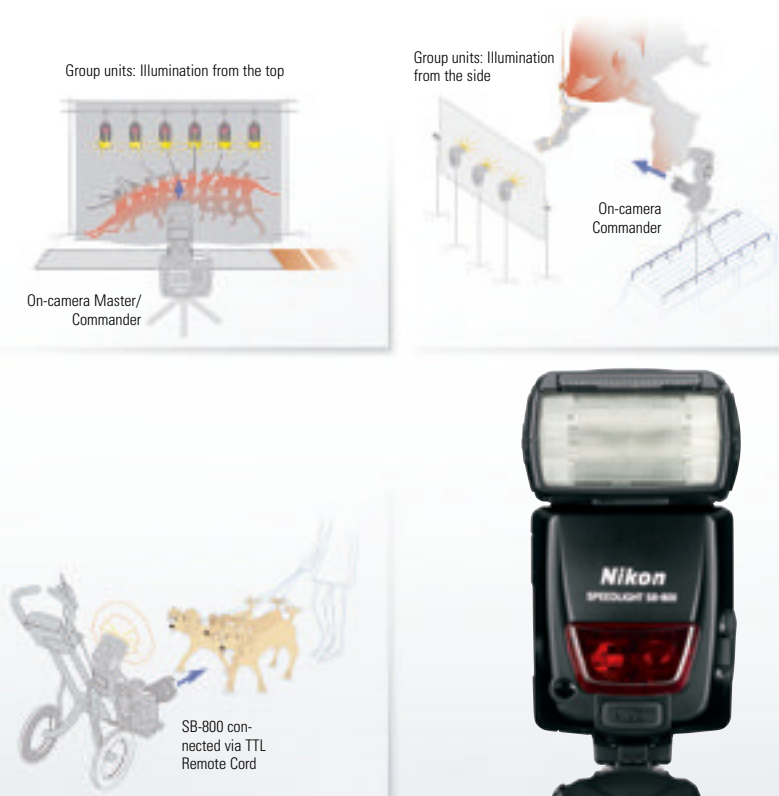 Group units: Illumination from the top
On-camera Master/
Commander
Group units: Illumination
from the side
On-camera
Commander
SB-800 con-
nected via TTL
Remote Cord
Nikon
SPEEDLIGHT SB-800